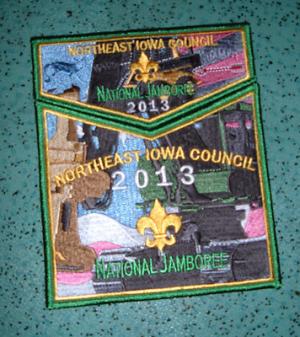 NORTHEAST IOWA COUNCIL
NATIONAL JAMBOREE
2013
NORTHEAST IOWA COUNCIL
2013
NATIONAL JAMBOREE